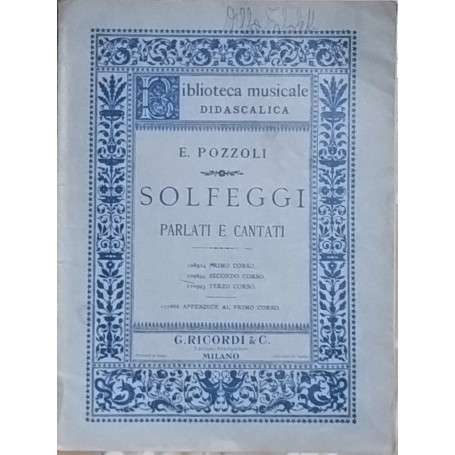 Biblioteca musicale
DIDASCALICA
E. POZZOLI
SOLFEGGI
PARLATI E CANTATI
PRIMO CORSO.
SECONDO CORSO.
TERZO CORSO.
APPENDICE AL PRIMO CORSO.
G. RICORDI & C.
MILANO